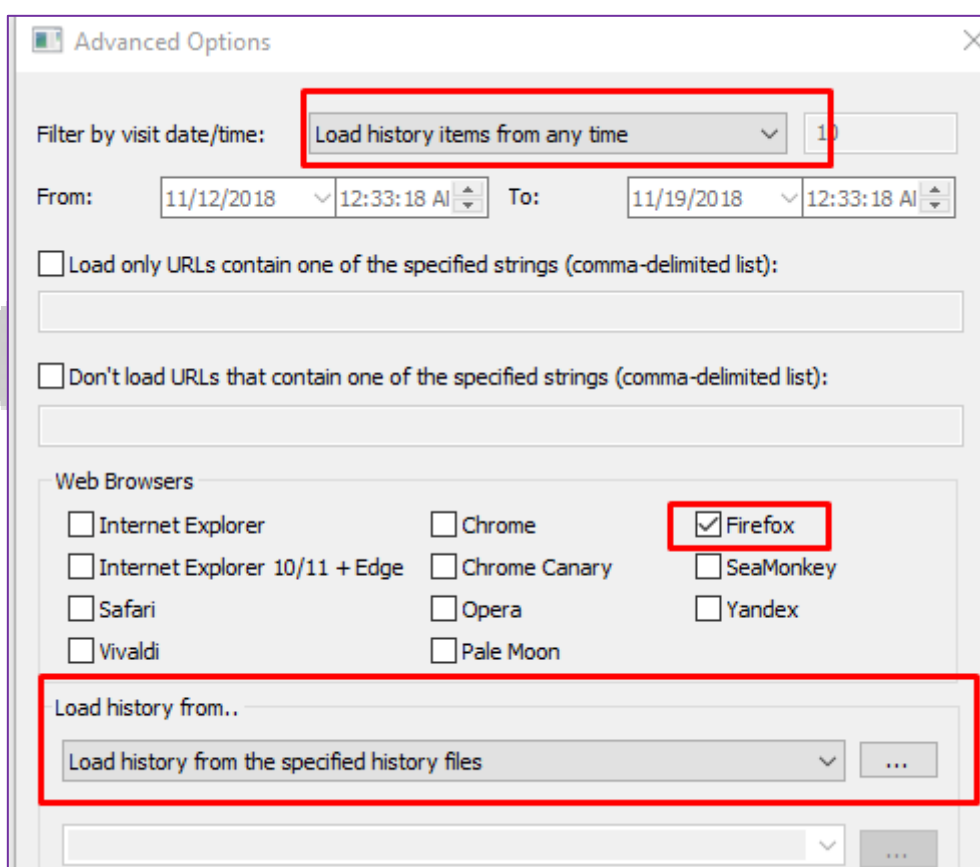 Advanced Options
Filter by visit date/time: Load history items from any time 10
From: 11/12/2018 12:33:18 AI To: 11/19/2018 12:33:18 AI
Load only URLs contain one of the specified strings (comma-delimited list):
Don't load URLs that contain one of the specified strings (comma-delimited list):
Web Browsers
Internet Explorer Chrome Firefox
Internet Explorer 10/11 + Edge Chrome Canary SeaMonkey
Safari Opera Yandex
Vivaldi Pale Moon
Load history from..
Load history from the specified history files ...
...